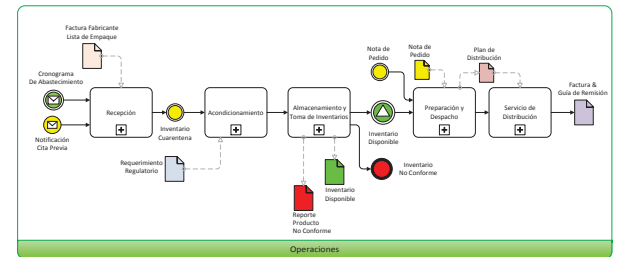 Factura Fabricante
Lista de Empaque
Cronograma
De Abastecimiento
Notificación
Cita Previa
Recepción
Inventario
Cuarentena
Requerimiento
Regulatorio
Acondicionamiento
Almacenamiento y
Toma de Inventarios
Reporte
Producto
No Conforme
Inventario
Disponible
Nota de
Pedido
Inventario
Disponible
Inventario
No Conforme
Nota de
Pedido
Preparación y
Despacho
Plan de
Distribución
Servicio de
Distribución
Factura &
Guía de Remisión
Operaciones